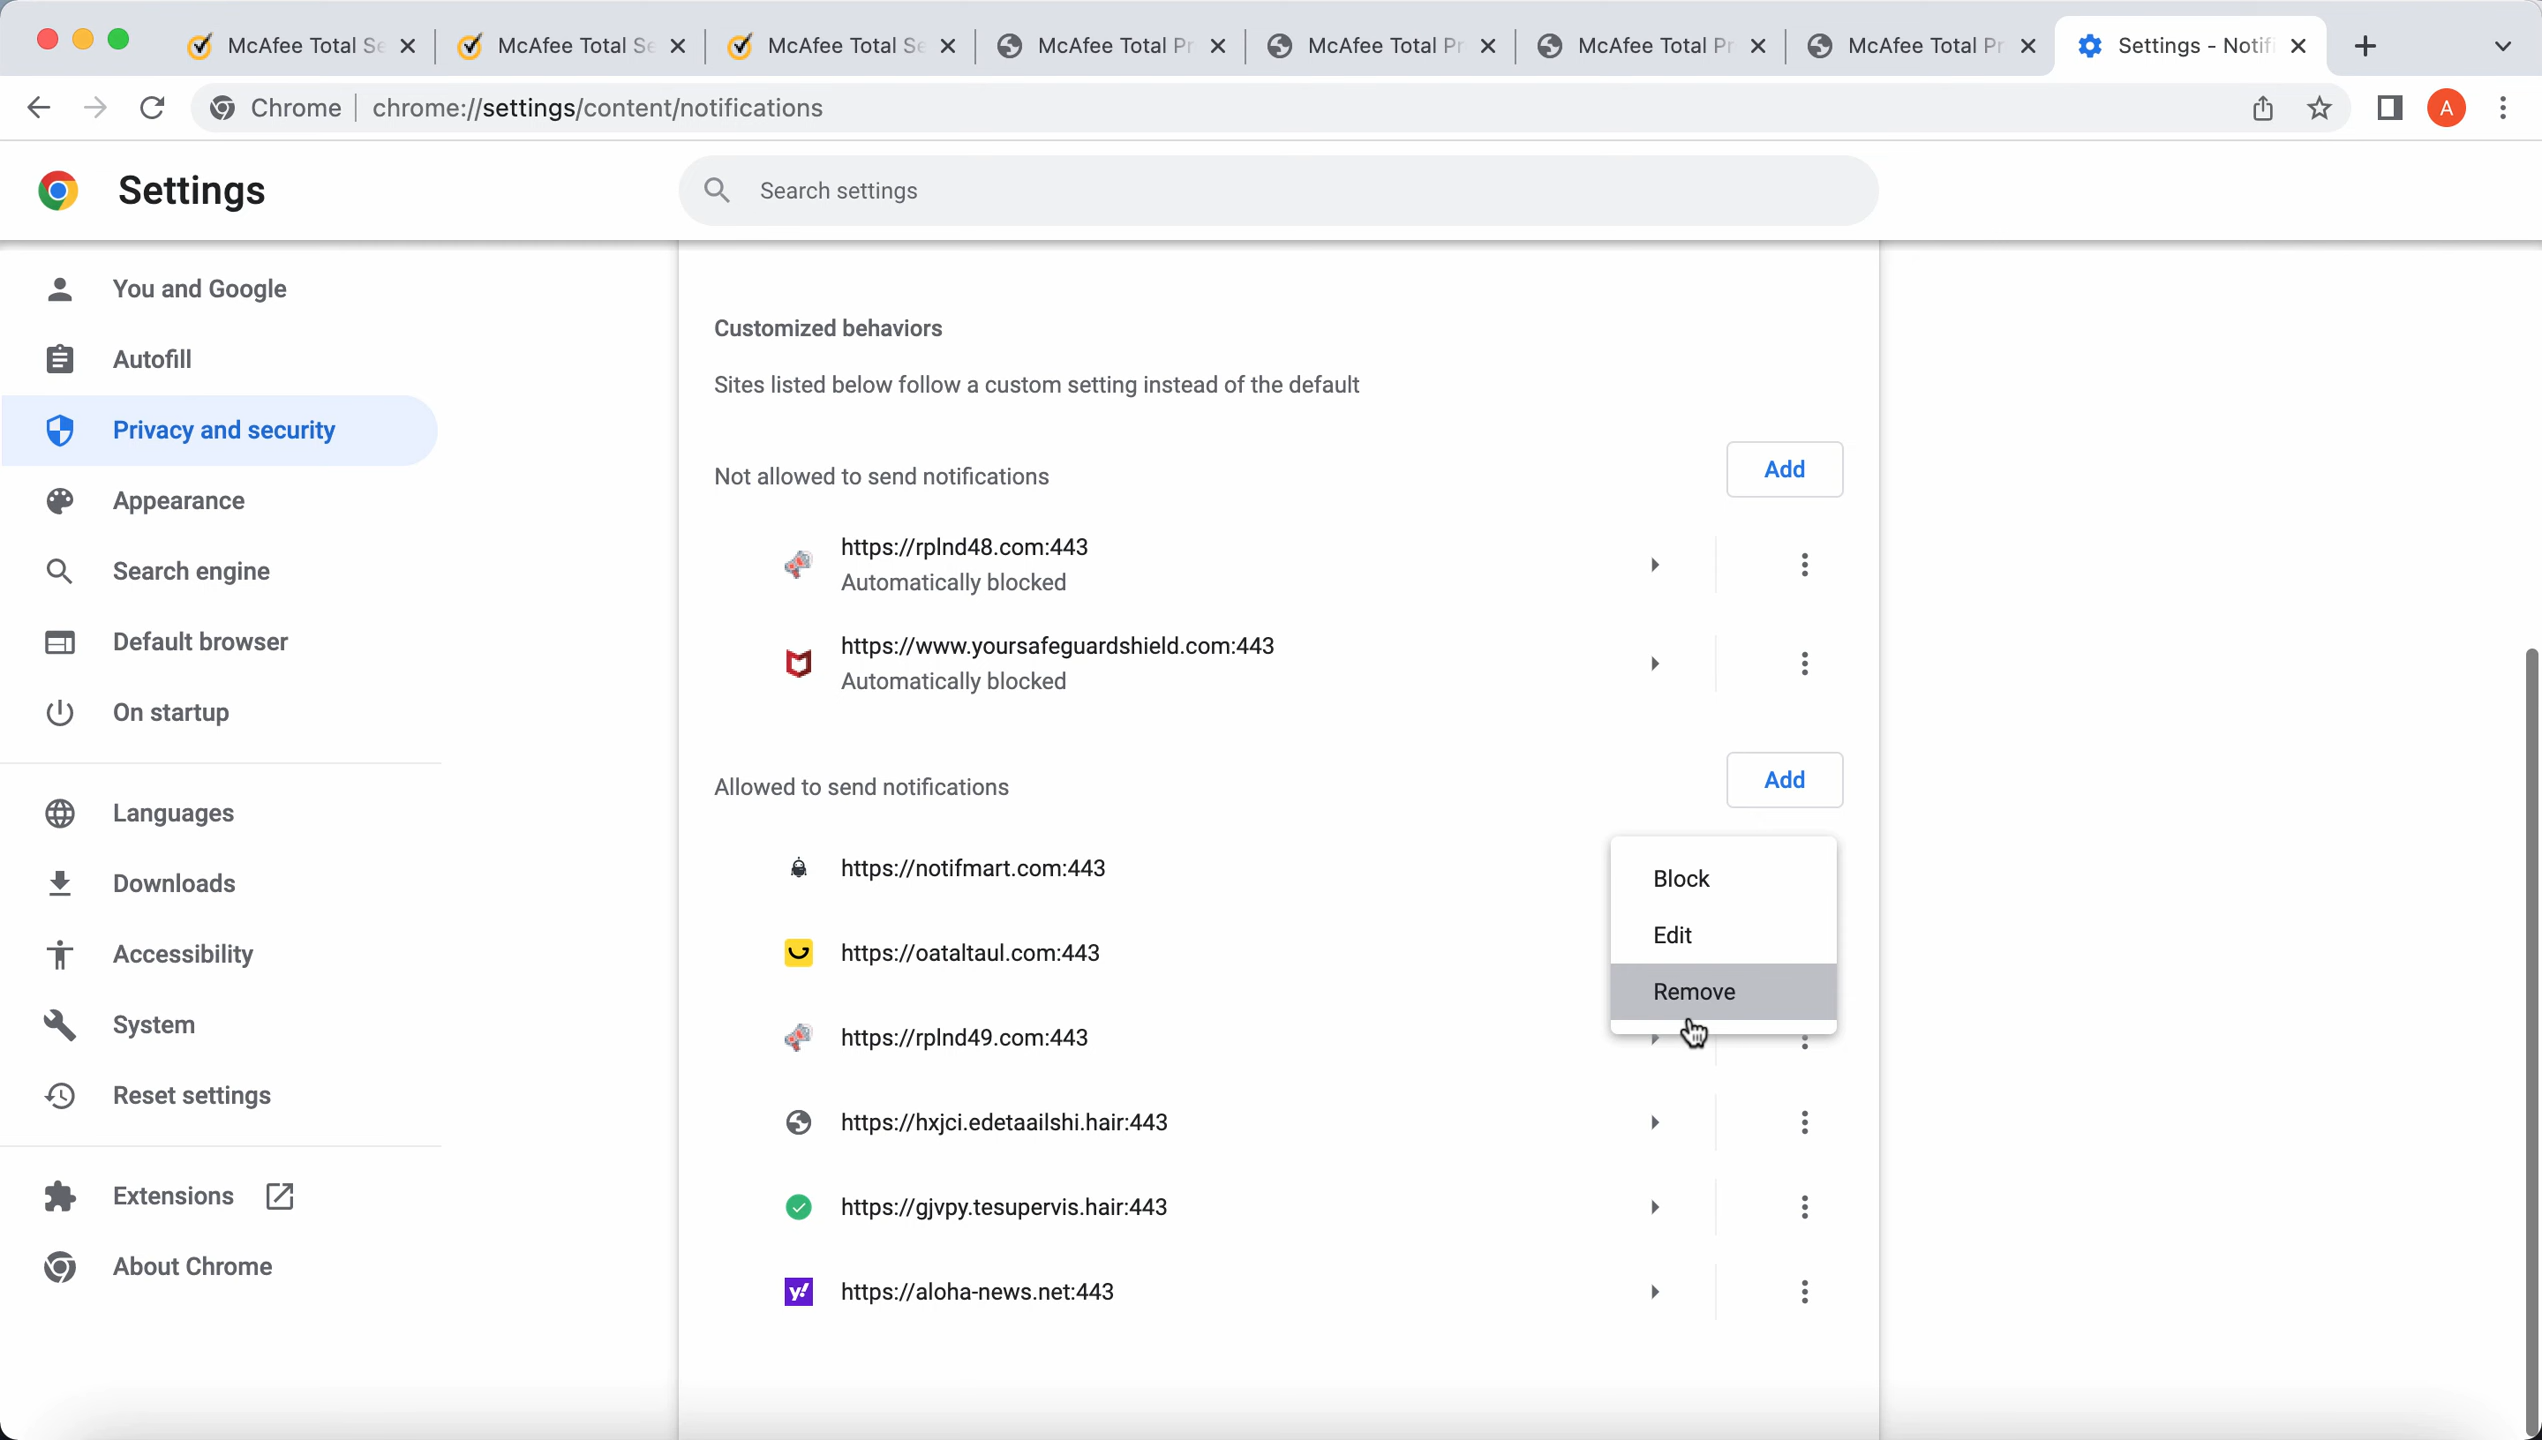 McAfee Total Se
McAfee Total Se
McAfee Total Se
McAfee Total Pr
McAfee Total Pr
McAfee Total Pr
McAfee Total Pr
Settings - Notifi
Chrome
chrome://settings/content/notifications
A
Settings
Search settings
You and Google
Autofill
Privacy and security
Appearance
Search engine
Default browser
On startup
Languages
Downloads
Accessibility
System
Reset settings
Extensions
About Chrome
Customized behaviors
Sites listed below follow a custom setting instead of the default
Not allowed to send notifications
Add
https://rplnd48.com:443
Automatically blocked
https://www.yoursafeguardshield.com:443
Automatically blocked
Allowed to send notifications
Add
https://notifmart.com:443
https://oataltaul.com:443
https://rplnd49.com:443
https://hxjci.edetaailshi.hair:443
https://gjvpy.tesupervis.hair:443
y!
https://aloha-news.net:443
Block
Edit
Remove